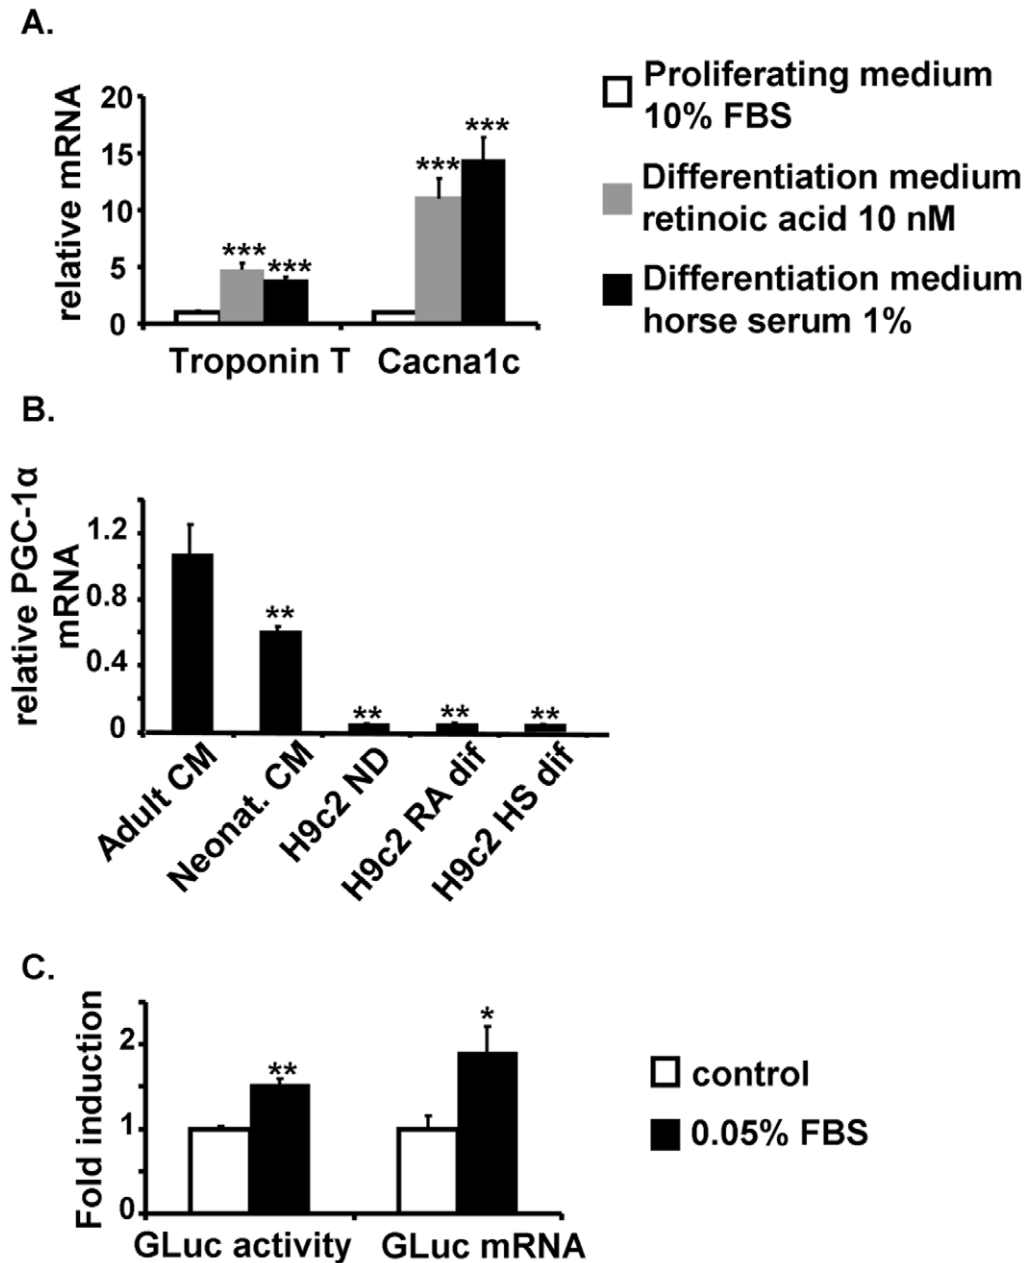 A.
relative mRNA
20
15
10
5
0
***
***
***
***
Troponin T
Cacna1c
Proliferating medium
10% FBS
Differentiation medium
retinoic acid 10 nM
Differentiation medium
horse serum 1%
B.
relative PGC-1α
mRNA
1.2
0.8
0.4
0
**
**
**
**
Adult CM
Neonat. CM
H9c2 ND
H9c2 RA dif
H9c2 HS dif
C.
Fold induction
2
1
0
**
*
GLuc activity
GLuc mRNA
control
0.05% FBS